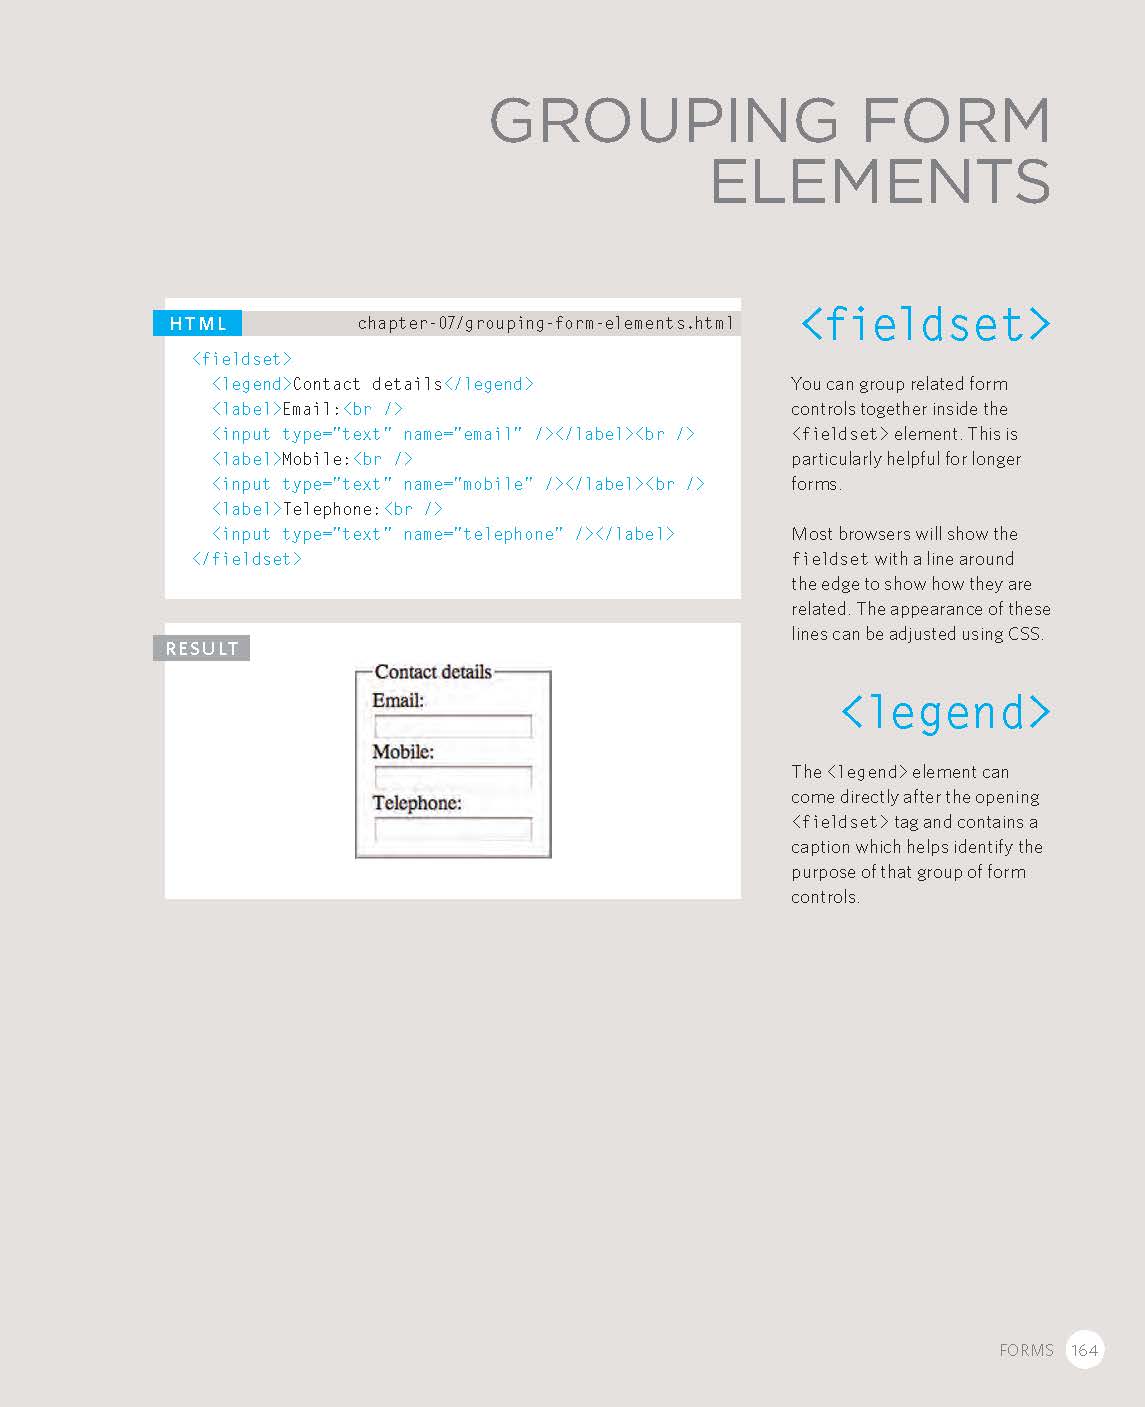 GROUPING FORM
ELEMENTS
HTML
chapter-07/grouping-form-elements.html
<fieldset>
<legend>Contact details</legend>
<label>Email:<br />
<input type="text" name="email" /></label><br />
<label>Mobile:<br />
<input type="text" name="mobile" /></label><br />
<label>Telephone:<br />
<input type="text" name="telephone" /></label>
</fieldset>
RESULT
Contact details
Email:
Mobile:
Telephone:
<fieldset>
You can group related form
controls together inside the
<fieldset> element. This is
particularly helpful for longer
forms.
Most browsers will show the
fieldset with a line around
the edge to show how they are
related. The appearance of these
lines can be adjusted using CSS.
<legend>
The <legend> element can
come directly after the opening
<fieldset> tag and contains a
caption which helps identify the
purpose of that group of form
controls.
FORMS 164